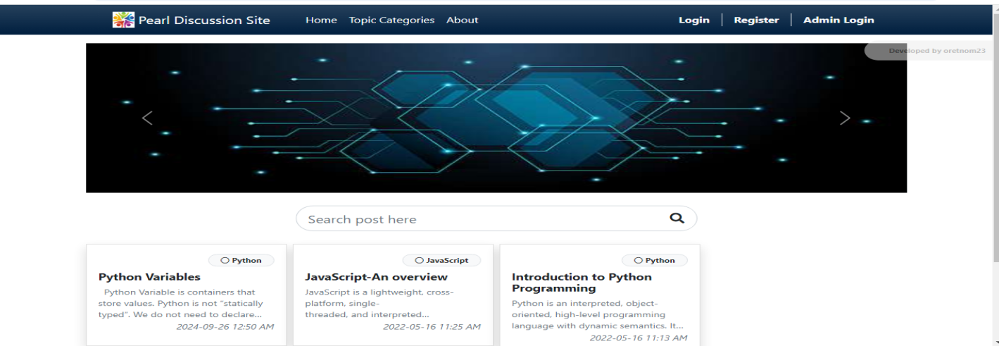 Pearl Discussion Site Home Topic Categories About Login Register Admin Login
Developed by oretnom23
Search post here
Python
Python Variables
Python Variable is containers that
store values. Python is not “statically
typed”. We do not need to declare...
2024-09-26 12:50 AM
JavaScript
JavaScript-An overview
JavaScript is a lightweight, cross-
platform, single-
threaded, and interpreted...
2022-05-16 11:25 AM
Python
Introduction to Python
Programming
Python is an interpreted, object-
oriented, high-level programming
language with dynamic semantics. It...
2022-05-16 11:13 AM